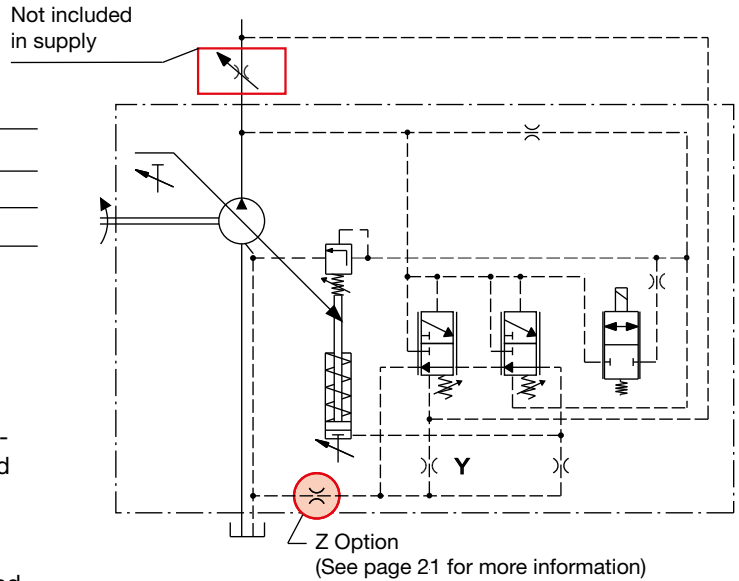 Not included
in supply
Y
-
d
Z Option
(See page 21 for more information)